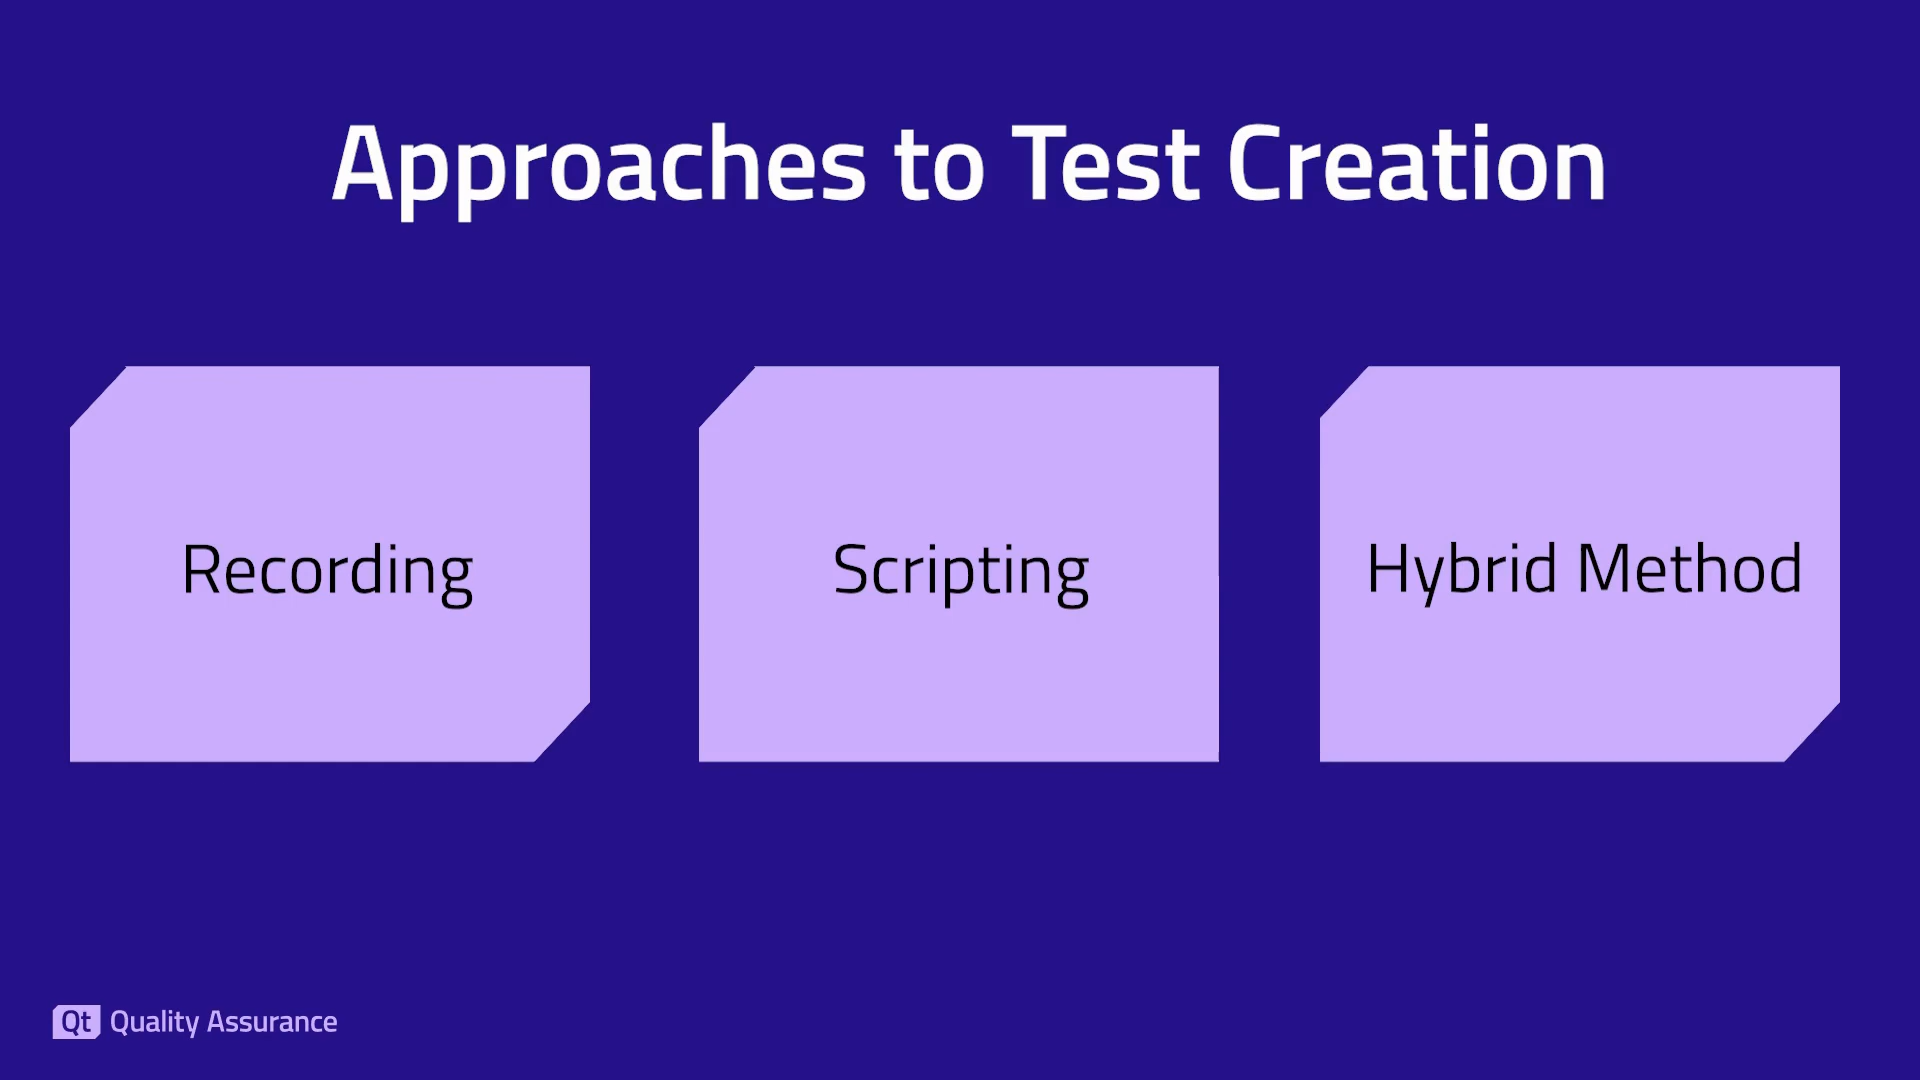 Approaches to Test Creation
Recording
Scripting
Hybrid Method
Qt Quality Assurance